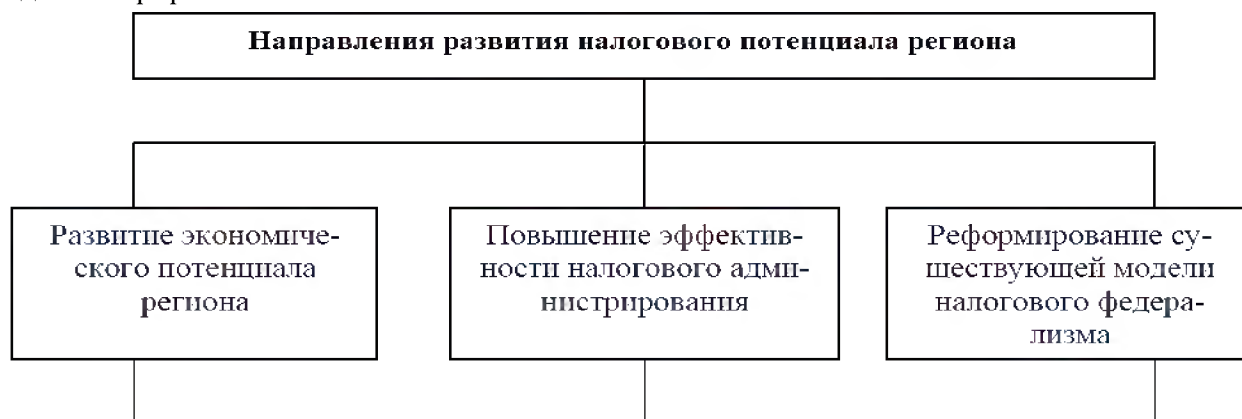 Направления развития налогового потенциала региона
Развитие экономиче-
ского потенциала
региона
Повышение эффектив-
ности налогового адми-
нистрирования
Реформирование су-
ществующей модели
налогового федера-
лизма